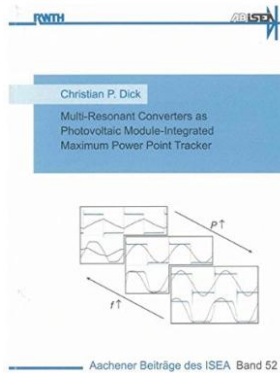 RWTH
ISEA
Christian P. Dick
Multi-Resonant Converters as
Photovoltaic Module-Integrated
Maximum Power Point Tracker
P↑
f↑
Aachener Beiträge des ISEA Band 52